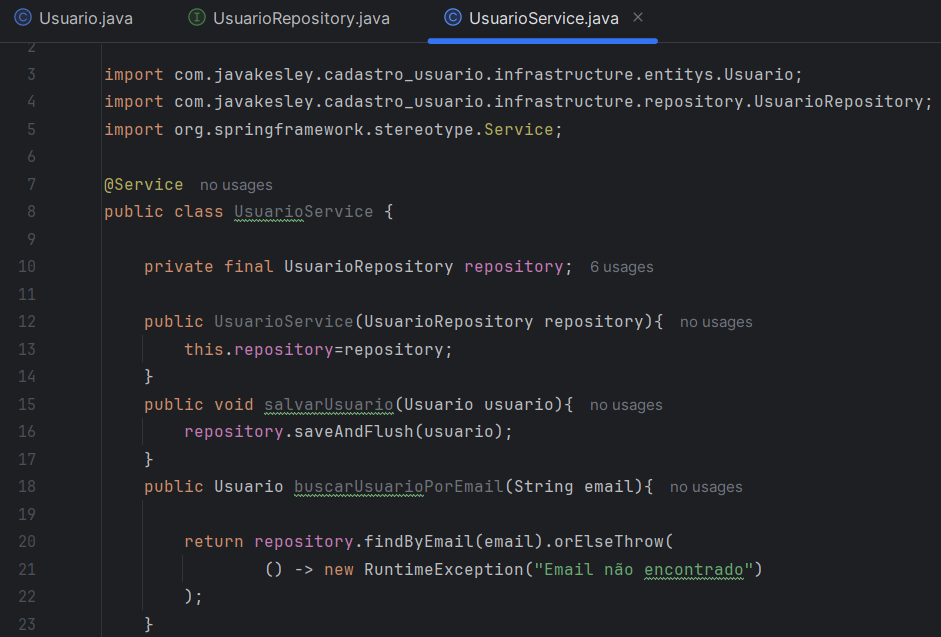 Usuario.java UsuarioRepository.java UsuarioService.java
2
3 import com.javakesley.cadastro_usuario.infrastructure.entitys.Usuario;
4 import com.javakesley.cadastro_usuario.infrastructure.repository.UsuarioRepository;
5 import org.springframework.stereotype.Service;
6
7 @Service no usages
8 public class UsuarioService {
9
10 private final UsuarioRepository repository; 6 usages
11
12 public UsuarioService(UsuarioRepository repository){ no usages
13 this.repository=repository;
14 }
15 public void salvarUsuario(Usuario usuario){ no usages
16 repository.saveAndFlush(usuario);
17 }
18 public Usuario buscarUsuarioPorEmail(String email){ no usages
19
20 return repository.findByEmail(email).orElseThrow(
21 () -> new RuntimeException("Email não encontrado")
22 );
23 }